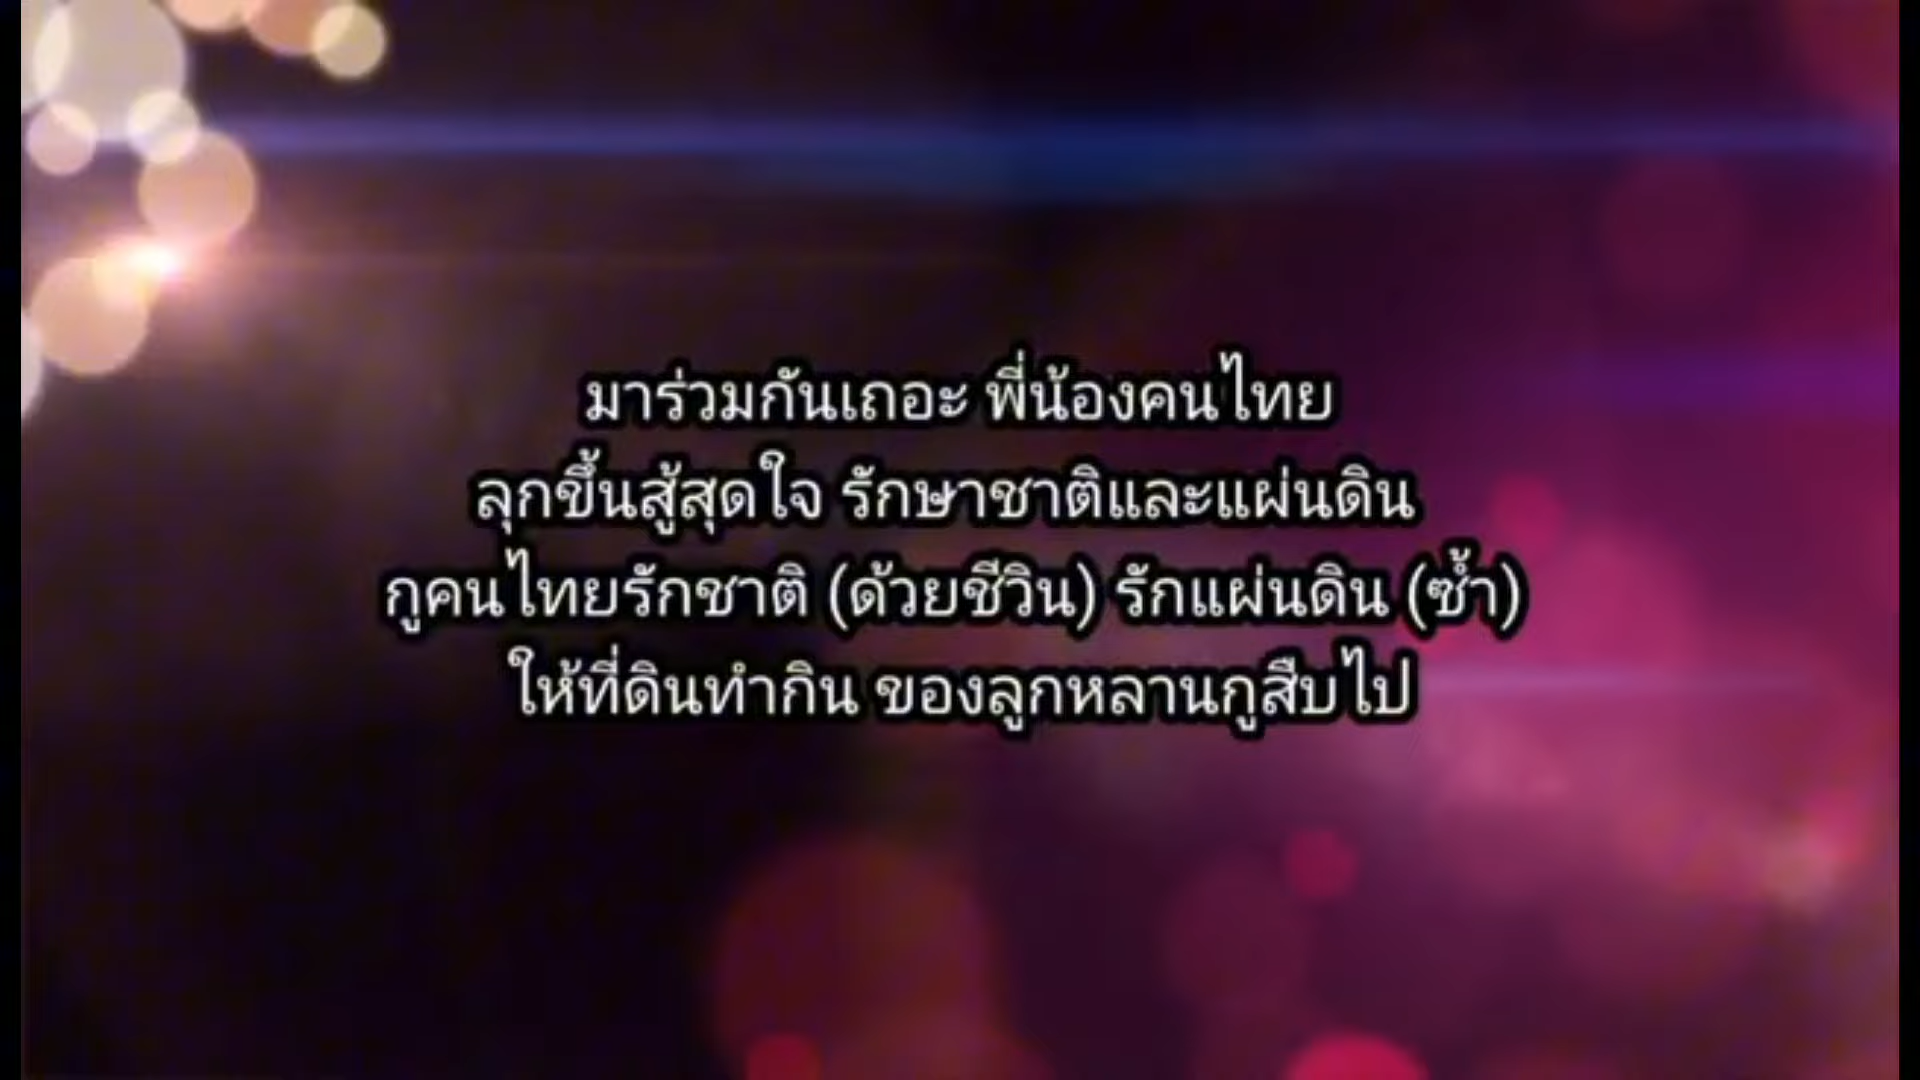 มาร่วมกันเถอะ พี่น้องคนไทย
ลุกขึ้นสู้สุดใจ รักษาชาติและแผ่นดิน
กูคนไทยรักชาติ (ด้วยชีวิน) รักแผ่นดิน (ซ้ำ)
ให้ที่ดินทำกิน ของลูกหลานกูสืบไป